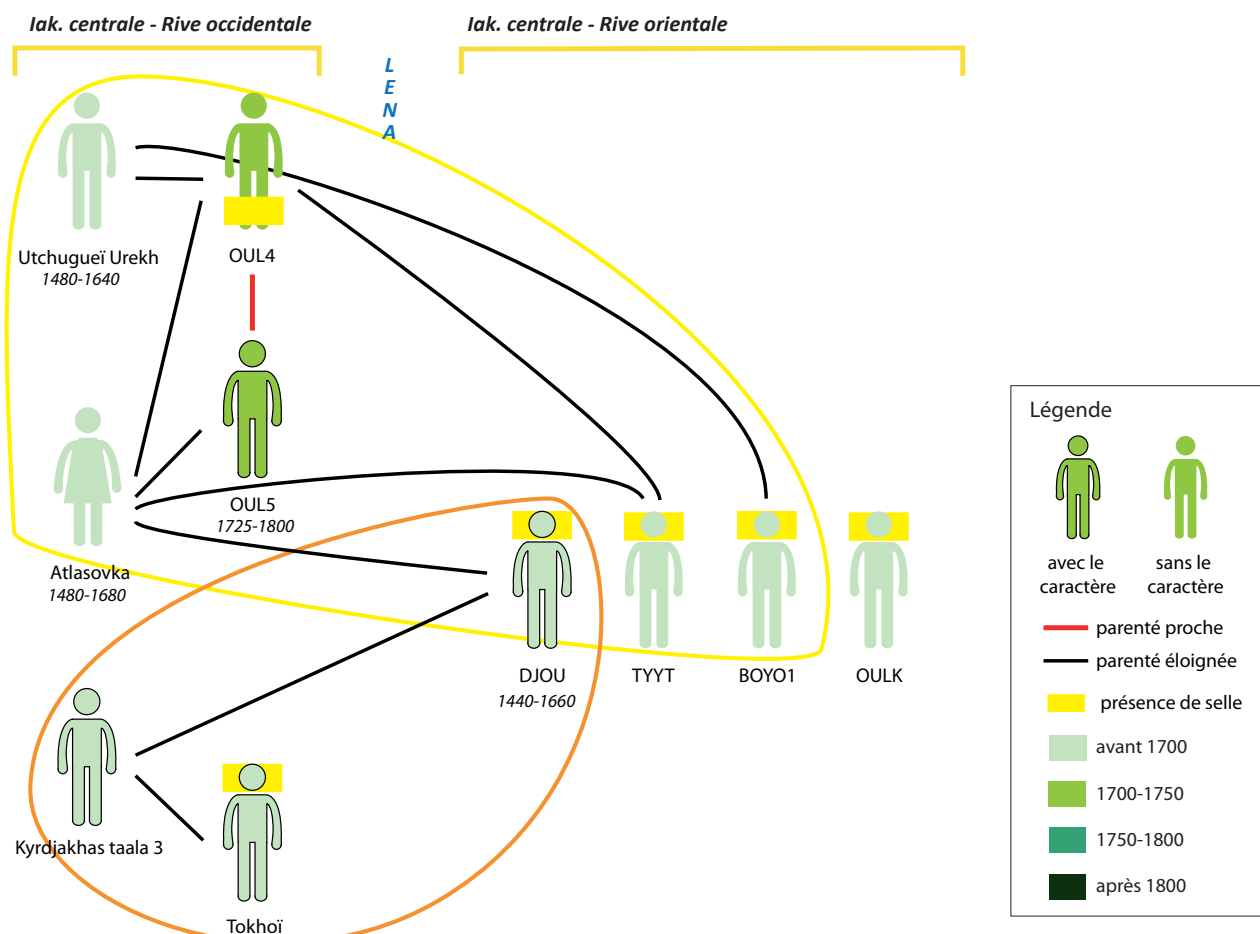 Iak. centrale - Rive occidentale
Iak. centrale - Rive orientale
L
E
N
A
Utchugueï Urekh
1480-1640
OUL4
OUL5
1725-1800
Atlasovka
1480-1680
DJOU
1440-1660
TYYT
BOYO1
OULK
Kyrdjakhas taala 3
Tokhoï
Légende
avec le
caractère
sans le
caractère
parenté proche
parenté éloignée
présence de selle
avant 1700
1700-1750
1750-1800
après 1800